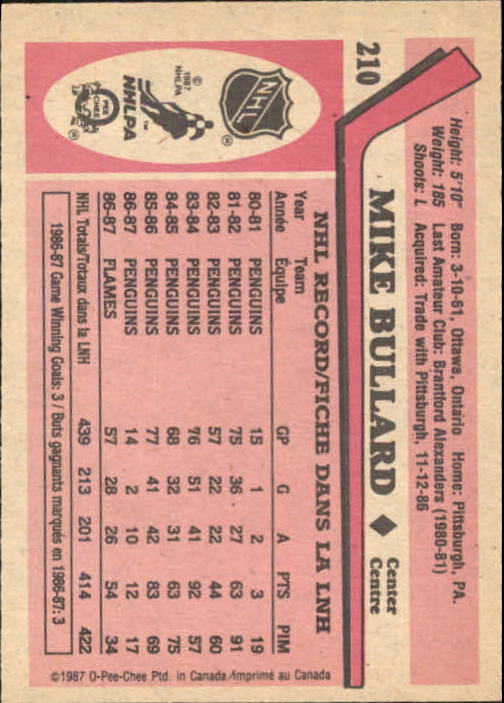 210
MIKE BULLARD ◆ Center
Centre
Height: 5'10" Born: 3-10-61, Ottawa, Ontario Home: Pittsburgh, PA.
Weight: 185 Last Amateur Club: Brantford Alexanders (1980-81)
Shoots: L Acquired: Trade with Pittsburgh, 11-12-86
NHL
®
© 1987 NHLPA
NHLPA
™
O PEE CHEE
®
NHL RECORD/FICHE DANS LA LNH
Year Team
Année Équipe GP G A PTS PIM
80-81 PENGUINS 15 1 2 3 19
81-82 PENGUINS 75 36 27 63 91
82-83 PENGUINS 57 22 22 44 60
83-84 PENGUINS 76 51 41 92 57
84-85 PENGUINS 68 32 31 63 75
85-86 PENGUINS 77 41 42 83 69
86-87 PENGUINS 14 2 10 12 17
86-87 FLAMES 57 28 26 54 34
NHL Totals/Totaux dans la LNH 439 213 201 414 422
1986-87 Game Winning Goals: 3 / Buts gagnants marqués en 1986-87: 3
©1987 O-Pee-Chee Ptd. in Canada/Imprimé au Canada